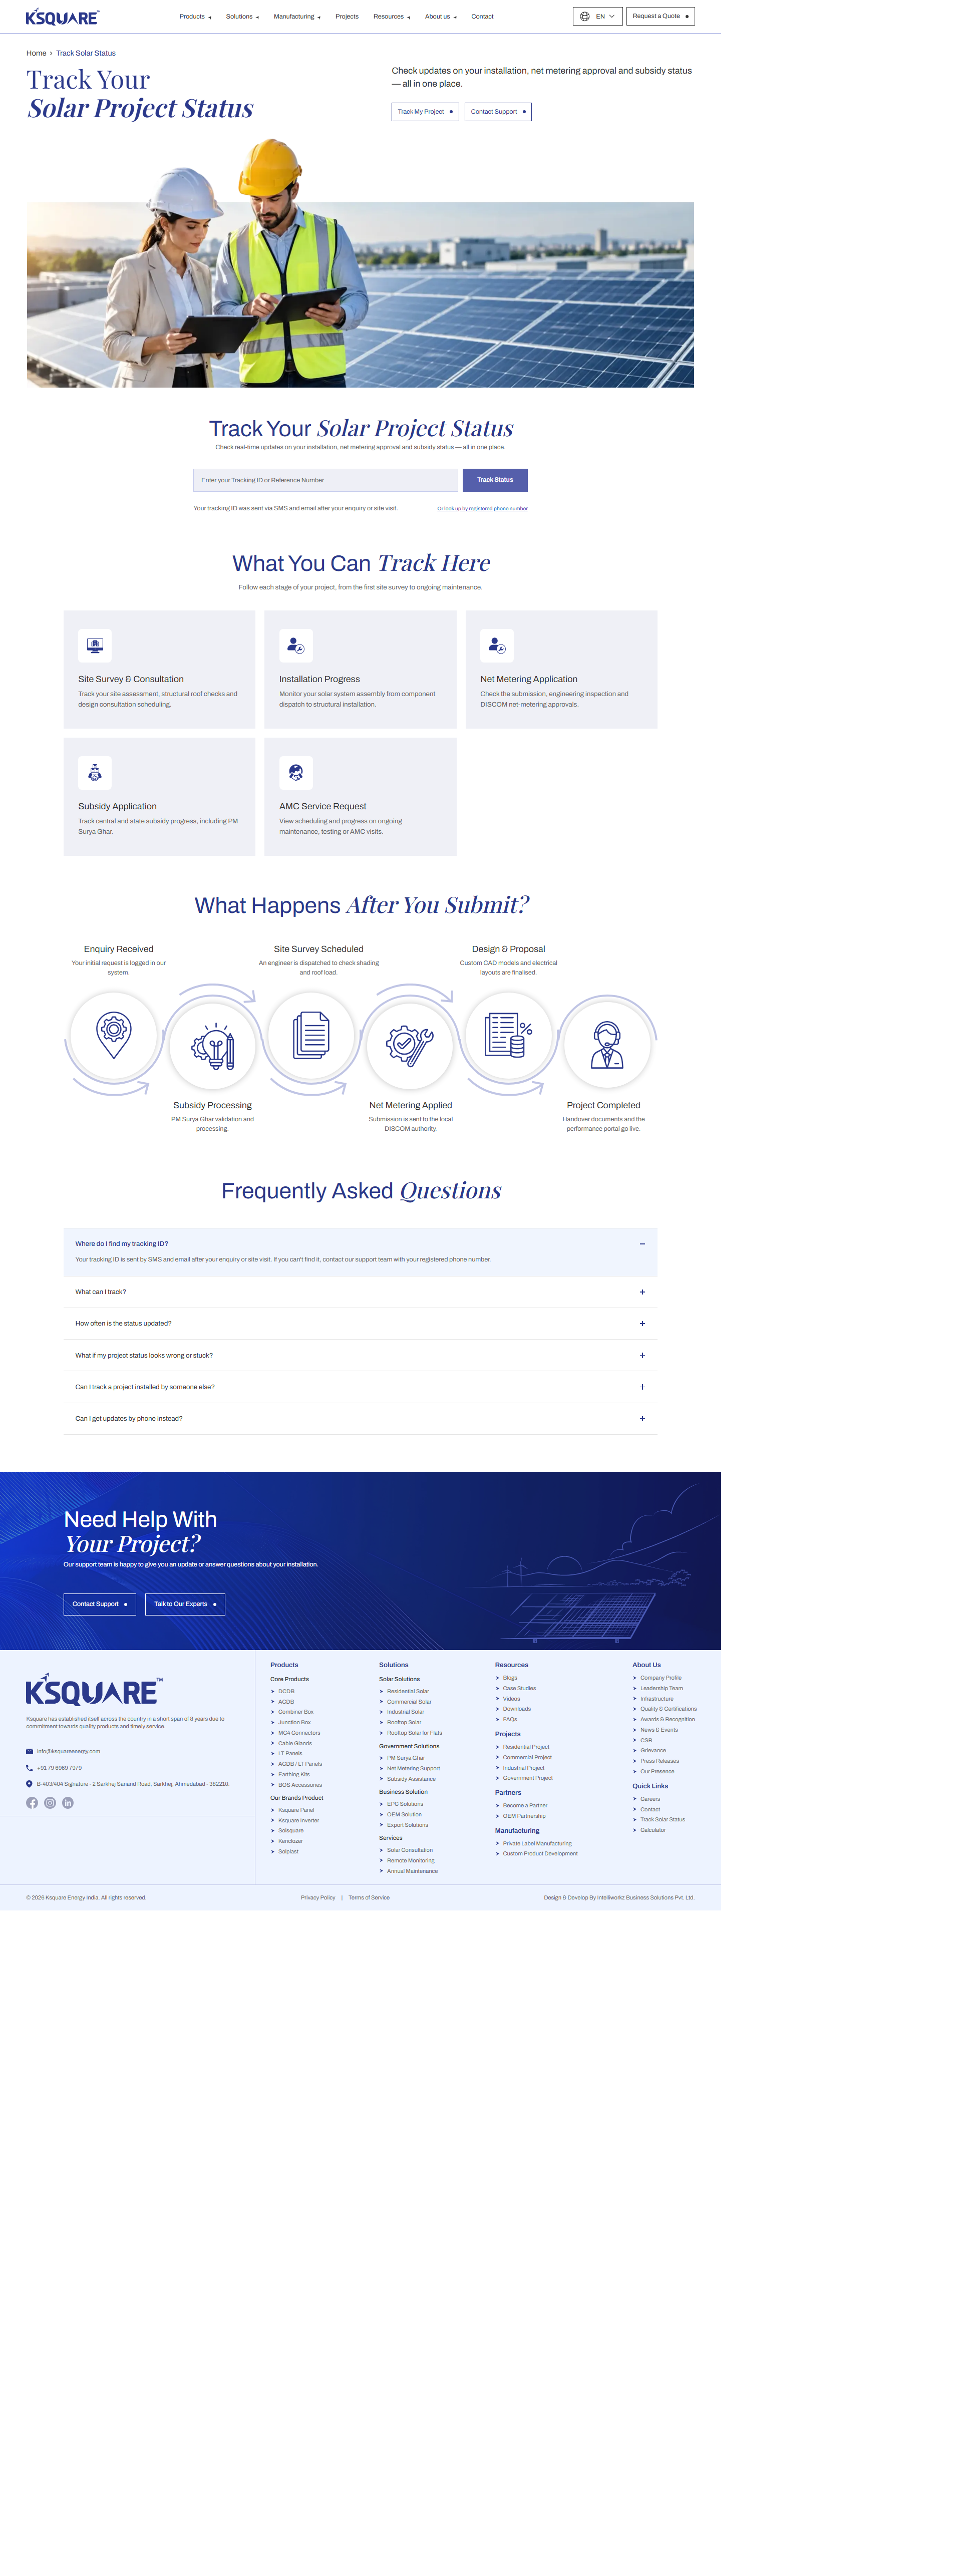 KSQUARE™
Products
Solutions
Manufacturing
Projects
Resources
About us
Contact
EN
Request a Quote
Home › Track Solar Status
Track Your
Solar Project Status
Check updates on your installation, net metering approval and subsidy status
— all in one place.
Track My Project
Contact Support
Track Your Solar Project Status
Check real-time updates on your installation, net metering approval and subsidy status — all in one place.
Enter your Tracking ID or Reference Number
Track Status
Your tracking ID was sent via SMS and email after your enquiry or site visit.
Or look up by registered phone number
What You Can Track Here
Follow each stage of your project, from the first site survey to ongoing maintenance.
Site Survey & Consultation
Track your site assessment, structural roof checks and
design consultation scheduling.
Installation Progress
Monitor your solar system assembly from component
dispatch to structural installation.
Net Metering Application
Check the submission, engineering inspection and
DISCOM net-metering approvals.
Subsidy Application
Track central and state subsidy progress, including PM
Surya Ghar.
AMC Service Request
View scheduling and progress on ongoing
maintenance, testing or AMC visits.
What Happens After You Submit?
Enquiry Received
Your initial request is logged in our
system.
Site Survey Scheduled
An engineer is dispatched to check shading
and roof load.
Design & Proposal
Custom CAD models and electrical
layouts are finalised.
Subsidy Processing
PM Surya Ghar validation and
processing.
Net Metering Applied
Submission is sent to the local
DISCOM authority.
Project Completed
Handover documents and the
performance portal go live.
Frequently Asked Questions
Where do I find my tracking ID?
Your tracking ID is sent by SMS and email after your enquiry or site visit. If you can't find it, contact our support team with your registered phone number.
What can I track?
How often is the status updated?
What if my project status looks wrong or stuck?
Can I track a project installed by someone else?
Can I get updates by phone instead?
Need Help With
Your Project?
Our support team is happy to give you an update or answer questions about your installation.
Contact Support
Talk to Our Experts
KSQUARE™
Ksquare has established itself across the country in a short span of 8 years due to
commitment towards quality products and timely service.
info@ksquareenergy.com
+91 79 6969 7979
B-403/404 Signature - 2 Sarkhej Sanand Road, Sarkhej, Ahmedabad - 382210.
Products
Core Products
DCDB
ACDB
Combiner Box
Junction Box
MC4 Connectors
Cable Glands
LT Panels
ACDB / LT Panels
Earthing Kits
BOS Accessories
Our Brands Product
Ksquare Panel
Ksquare Inverter
Solsquare
Kenclozer
Solplast
Solutions
Solar Solutions
Residential Solar
Commercial Solar
Industrial Solar
Rooftop Solar
Rooftop Solar for Flats
Government Solutions
PM Surya Ghar
Net Metering Support
Subsidy Assistance
Business Solution
EPC Solutions
OEM Solution
Export Solutions
Services
Solar Consultation
Remote Monitoring
Annual Maintenance
Resources
Blogs
Case Studies
Videos
Downloads
FAQs
Projects
Residential Project
Commercial Project
Industrial Project
Government Project
Partners
Become a Partner
OEM Partnership
Manufacturing
Private Label Manufacturing
Custom Product Development
About Us
Company Profile
Leadership Team
Infrastructure
Quality & Certifications
Awards & Recognition
News & Events
CSR
Grievance
Press Releases
Our Presence
Quick Links
Careers
Contact
Track Solar Status
Calculator
© 2026 Ksquare Energy India. All rights reserved.
Privacy Policy | Terms of Service
Design & Develop By Intelliworkz Business Solutions Pvt. Ltd.